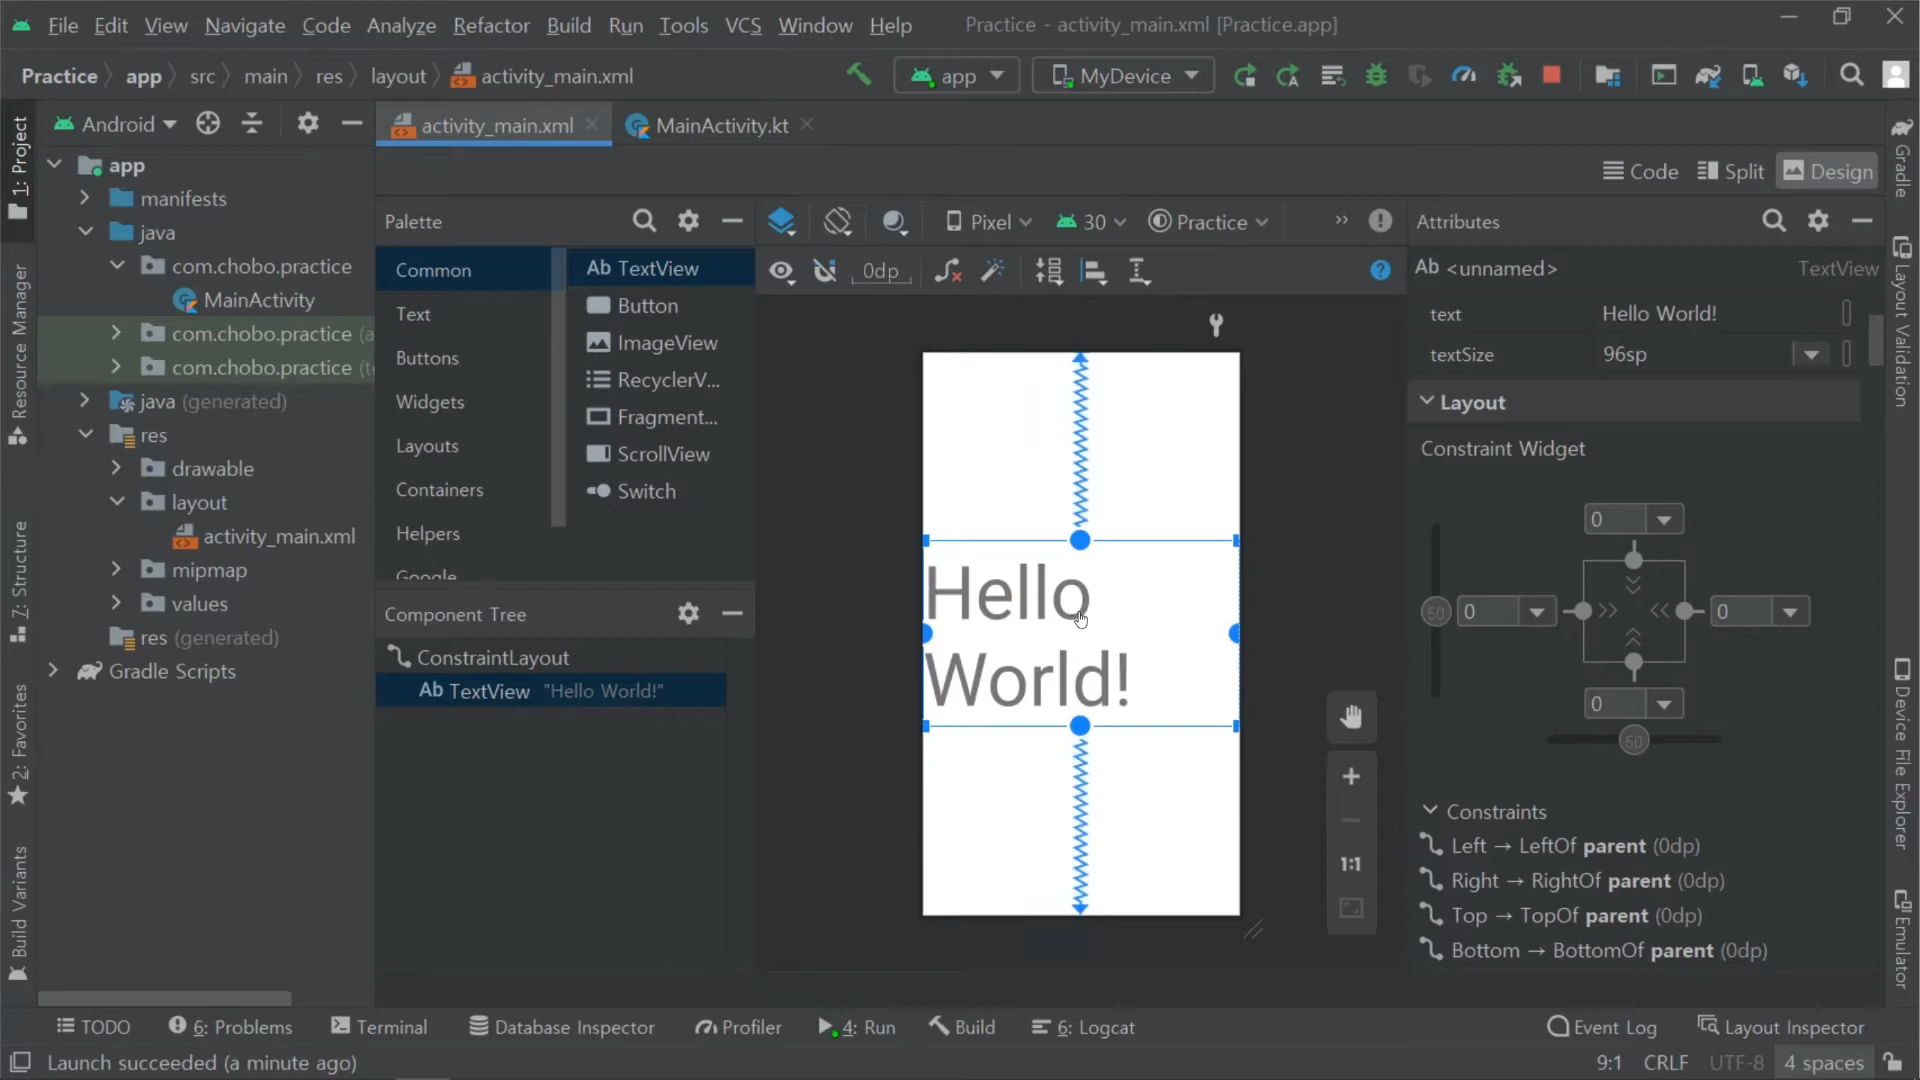 File Edit View Navigate Code Analyze Refactor Build Run Tools VCS Window Help Practice - activity_main.xml [Practice.app]
Practice app src main res layout activity_main.xml app MyDevice
1: Project
Resource Manager
7: Structure
2: Favorites
Build Variants
Android
app
manifests
java
com.chobo.practice
MainActivity
com.chobo.practice (a
com.chobo.practice (t
java (generated)
res
drawable
layout
activity_main.xml
mipmap
values
res (generated)
Gradle Scripts
activity_main.xml MainActivity.kt
Code Split Design
Palette
Common
Text
Buttons
Widgets
Layouts
Containers
Helpers
Google
Ab TextView
Button
ImageView
RecyclerV...
Fragment...
ScrollView
Switch
Component Tree
ConstraintLayout
Ab TextView "Hello World!"
Pixel 30 Practice
0dp
Hello
World!
1:1
Attributes
Ab <unnamed> TextView
text Hello World!
textSize 96sp
Layout
Constraint Widget
0
50 0 0
0
50
Constraints
Left → LeftOf parent (0dp)
Right → RightOf parent (0dp)
Top → TopOf parent (0dp)
Bottom → BottomOf parent (0dp)
Gradle
Layout Validation
Device File Explorer
Emulator
TODO 6: Problems Terminal Database Inspector Profiler 4: Run Build 6: Logcat Event Log Layout Inspector
Launch succeeded (a minute ago) 9:1 CRLF UTF-8 4 spaces